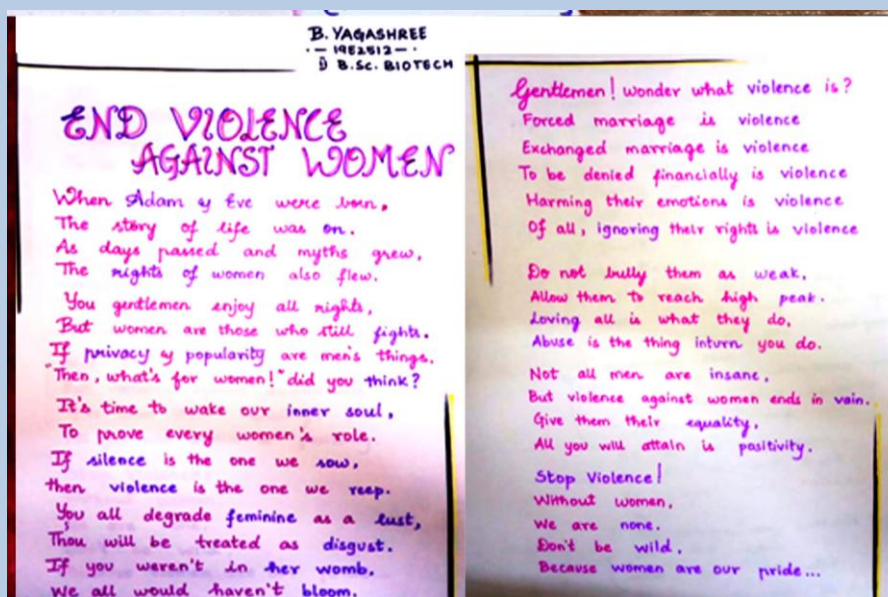 B. YAGASHREE
- 19E2512 -
I B.Sc. BIOTECH
END VIOLENCE
AGAINST WOMEN
When Adam & Eve were born,
The story of life was on.
As days passed and myths grew,
The rights of women also flew.
You gentlemen enjoy all rights,
But women are those who still fights.
If privacy & popularity are men's things,
"Then, what's for women!" did you think?
It's time to wake our inner soul,
To prove every women's role.
If silence is the one we sow,
then violence is the one we reep.
You all degrade feminine as a lust,
Thou will be treated as disgust.
If you weren't in her womb,
We all would haven't bloom.
Gentlemen! wonder what violence is?
Forced marriage is violence
Exchanged marriage is violence
To be denied financially is violence
Harming their emotions is violence
Of all, ignoring their rights is violence
Do not bully them as weak,
Allow them to reach high peak.
Loving all is what they do,
Abuse is the thing inturn you do.
Not all men are insane,
But violence against women ends in vain.
Give them their equality,
All you will attain is positivity.
Stop Violence!
Without women,
We are none.
Don't be wild,
Because women are our pride...